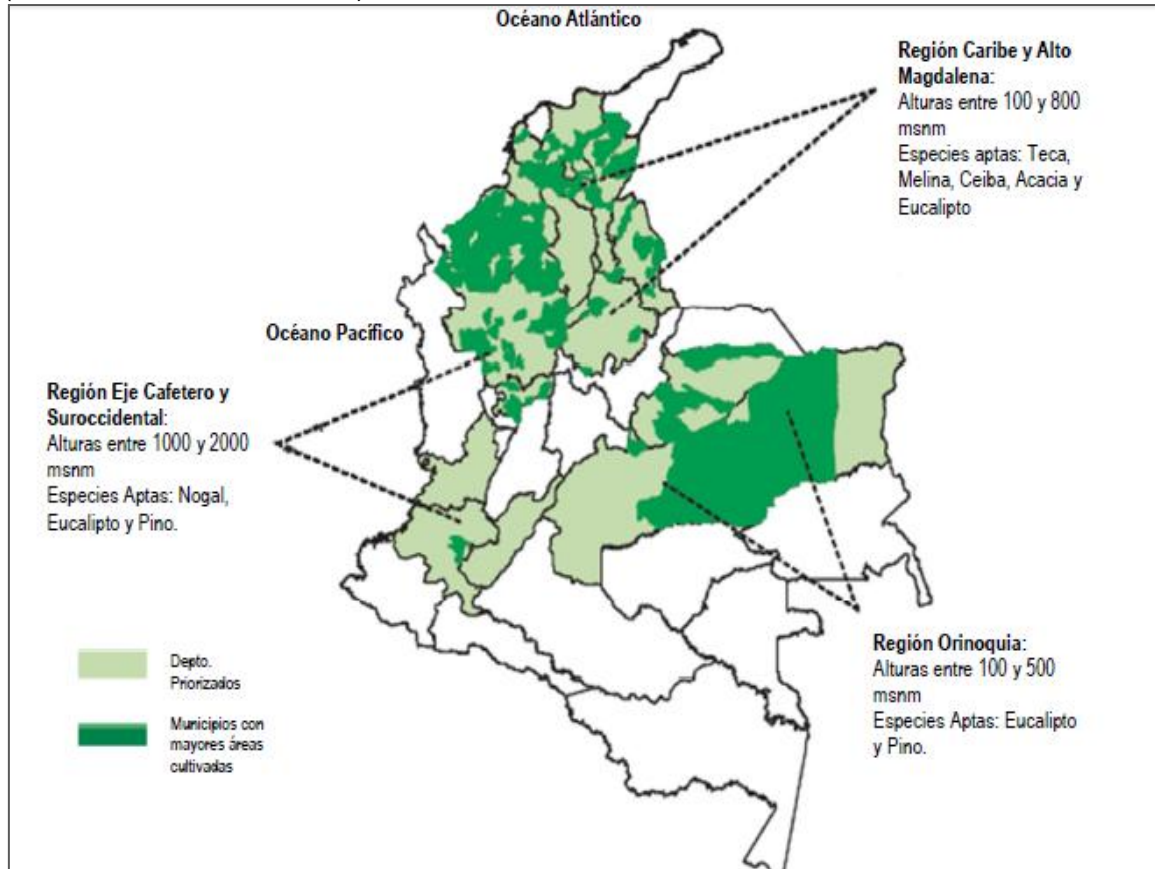 Océano Atlántico
Región Caribe y Alto
Magdalena:
Alturas entre 100 y 800
msnm
Especies aptas: Teca,
Melina, Ceiba, Acacia y
Eucalipto
Océano Pacífico
Región Eje Cafetero y
Suroccidental:
Alturas entre 1000 y 2000
msnm
Especies Aptas: Nogal,
Eucalipto y Pino.
Región Orinoquia:
Alturas entre 100 y 500
msnm
Especies Aptas: Eucalipto
y Pino.
Depto.
Priorizados
Municipios con
mayores áreas
cultivadas